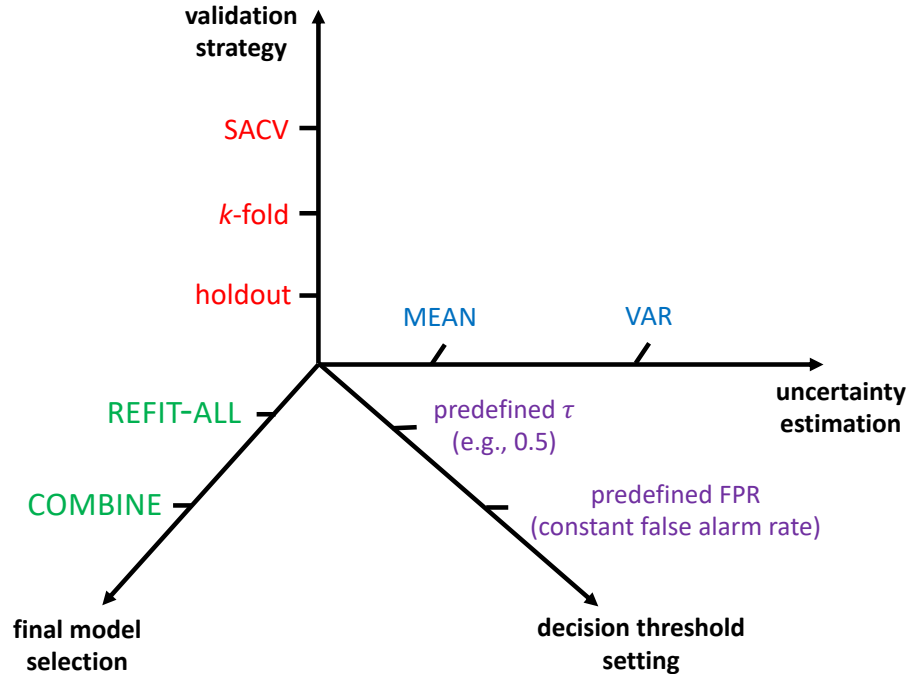 validation
strategy
SACV
k-fold
holdout
MEAN
VAR
uncertainty
estimation
REFIT-ALL
predefined τ
(e.g., 0.5)
COMBINE
predefined FPR
(constant false alarm rate)
final model
selection
decision threshold
setting